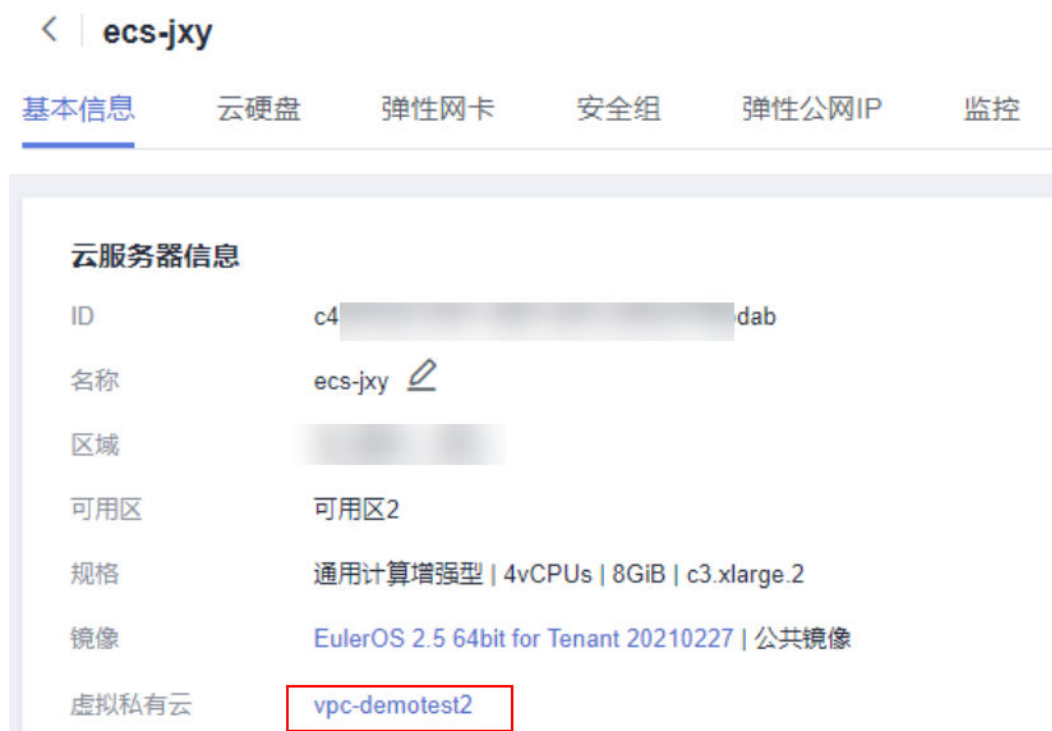 ecs-jxy
基本信息 云硬盘 弹性网卡 安全组 弹性公网IP 监控
云服务器信息
ID c4 dab
名称 ecs-jxy
区域
可用区 可用区2
规格 通用计算增强型 | 4vCPUs | 8GiB | c3.xlarge.2
镜像 EulerOS 2.5 64bit for Tenant 20210227 | 公共镜像
虚拟私有云 vpc-demotest2